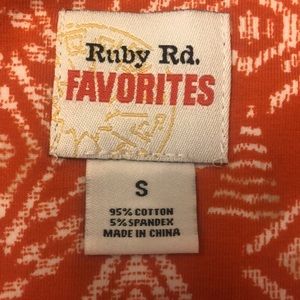 Ruby Rd.
FAVORITES
S
95% COTTON
5% SPANDEX
MADE IN CHINA